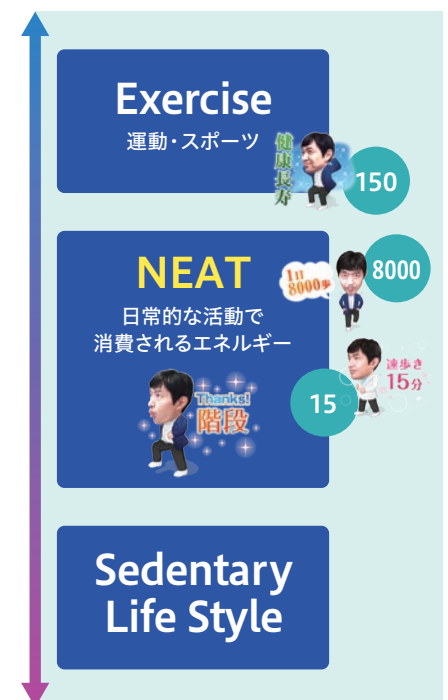 Exercise
運動・スポーツ
健康長寿
150
NEAT
日常的な活動で
消費されるエネルギー
1日
8000歩
8000
速歩き
15分
15
Thanks!
階段
Sedentary
Life Style